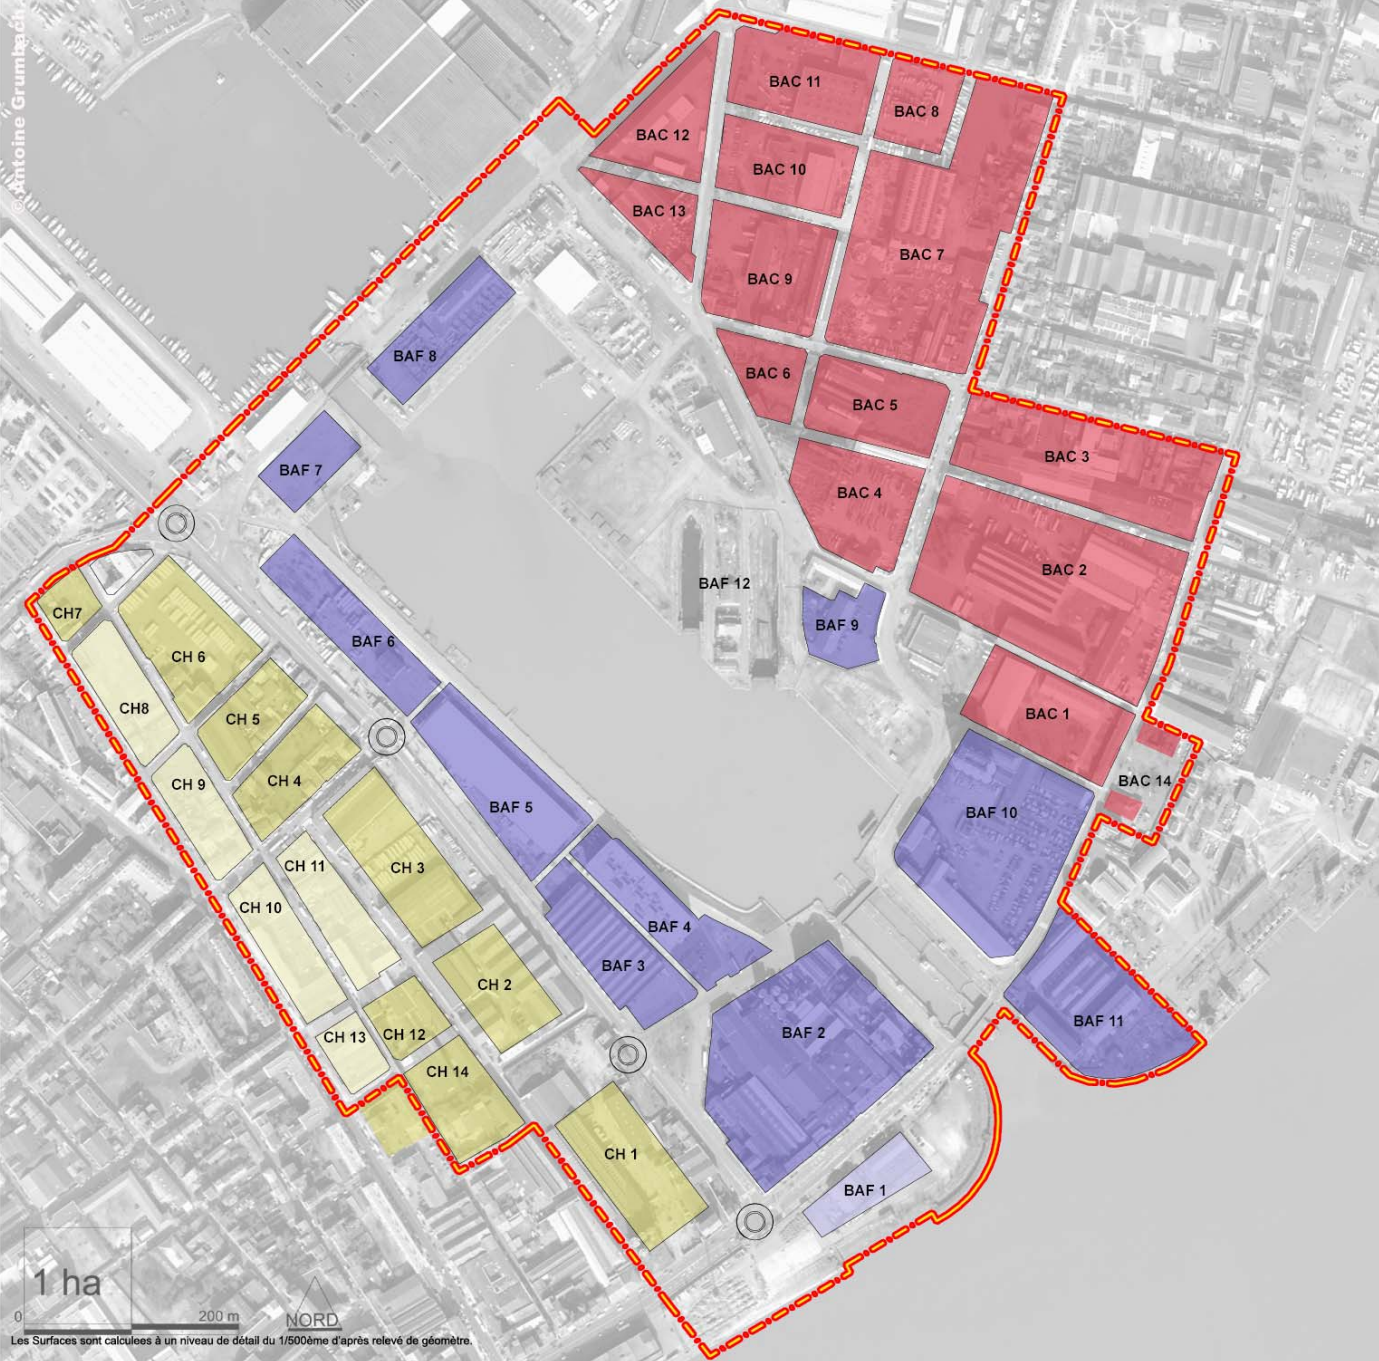 © Antoine Grumbach.
BAC 11
BAC 8
BAC 12
BAC 10
BAC 13
BAC 7
BAC 9
BAF 8
BAC 6
BAC 5
BAF 7
BAC 3
BAC 4
BAC 2
BAF 12
CH7
BAF 9
BAF 6
CH 6
CH8
CH 5
BAC 1
CH 4
CH 9
BAC 14
BAF 5
BAF 10
CH 11
CH 3
CH 10
BAF 4
BAF 3
CH 2
BAF 11
CH 13
CH 12
BAF 2
CH 14
CH 1
BAF 1
1 ha
0
200 m
NORD
Les Surfaces sont calculees à un niveau de détail du 1/500ème d'après relevé de géomètre.